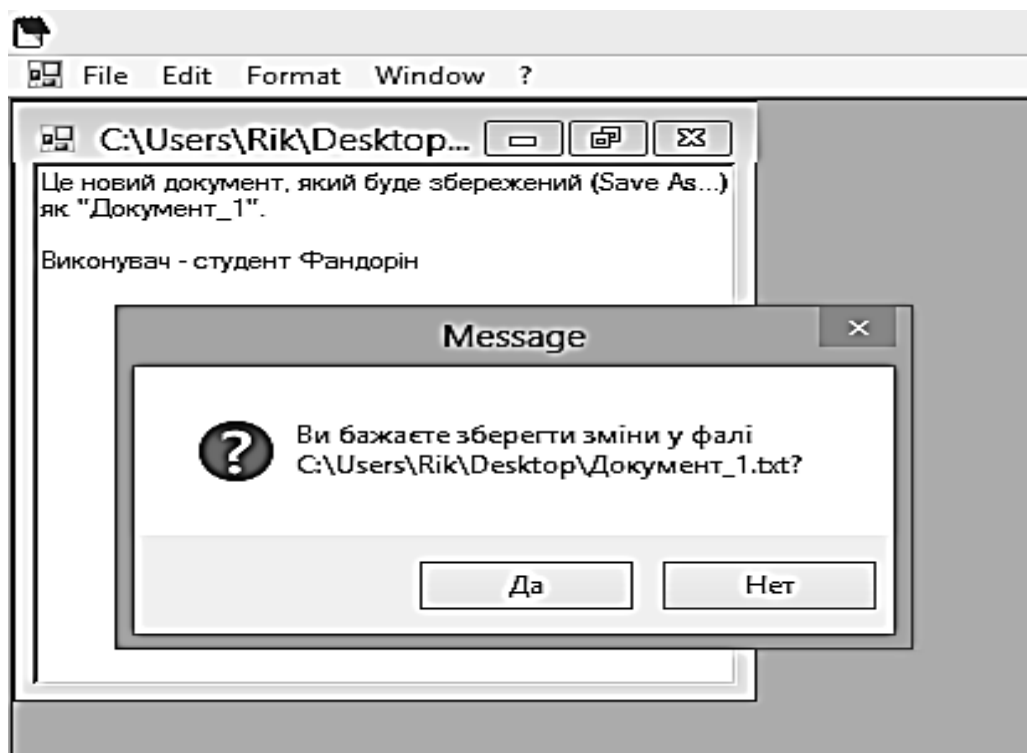 File Edit Format Window ?
C:\Users\Rik\Desktop...
Це новий документ, який буде збережений (Save As...)
як "Документ_1".
Виконувач - студент Фандорін
Message
Ви бажаєте зберегти зміни у фалі
C:\Users\Rik\Desktop\Документ_1.txt?
Да Нет